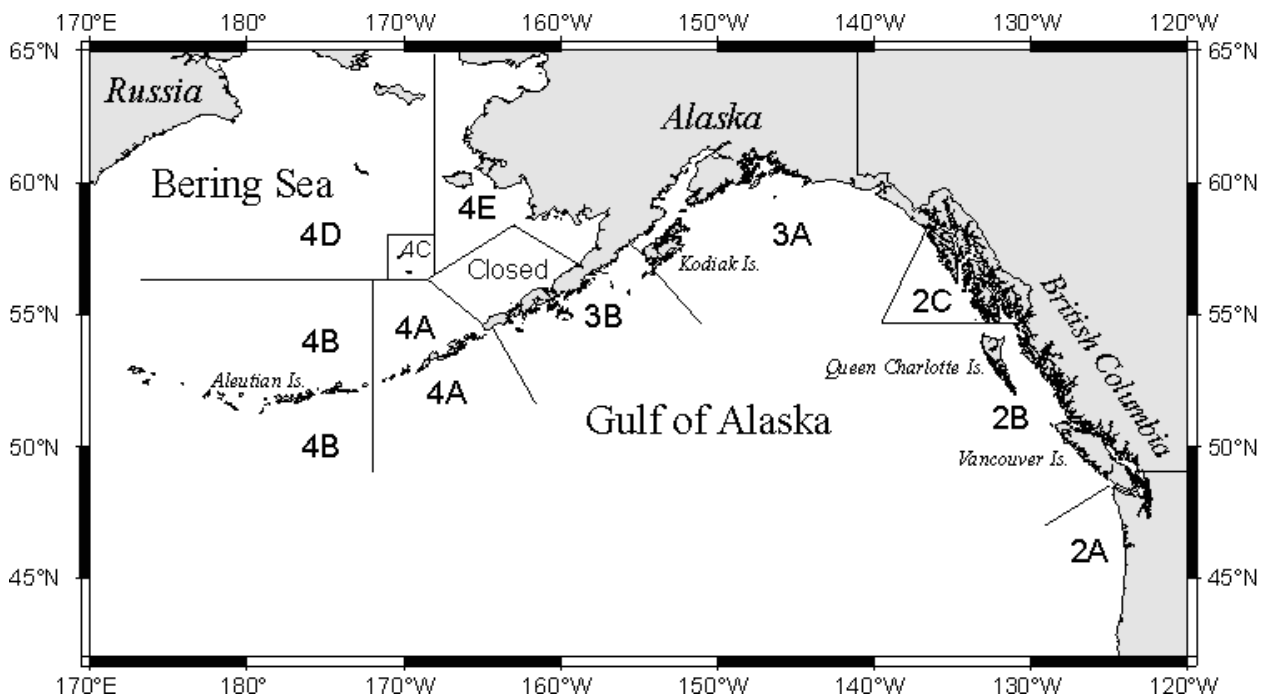 170°E 180° 170°W 160°W 150°W 140°W 130°W 120°W
65°N 65°N
Russia
Alaska
Bering Sea
60°N 60°N
4E
4D
3A
4C
Closed
Kodiak Is.
55°N 55°N
4B
4A
3B
2C
British Columbia
Aleutian Is.
4A
Queen Charlotte Is.
Gulf of Alaska
2B
50°N 50°N
4B
Vancouver Is.
2A
45°N 45°N
170°E 180° 170°W 160°W 150°W 140°W 130°W 120°W